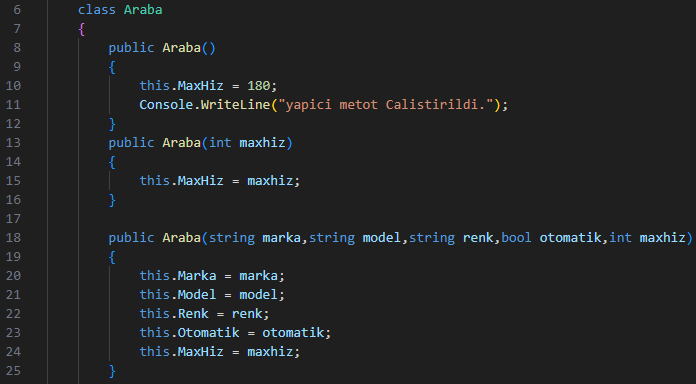 6 class Araba
7 {
8 public Araba()
9 {
10 this.MaxHiz = 180;
11 Console.WriteLine("yapici metot Calistirildi.");
12 }
13 public Araba(int maxhiz)
14 {
15 this.MaxHiz = maxhiz;
16 }
17
18 public Araba(string marka,string model,string renk,bool otomatik,int maxhiz)
19 {
20 this.Marka = marka;
21 this.Model = model;
22 this.Renk = renk;
23 this.Otomatik = otomatik;
24 this.MaxHiz = maxhiz;
25 }